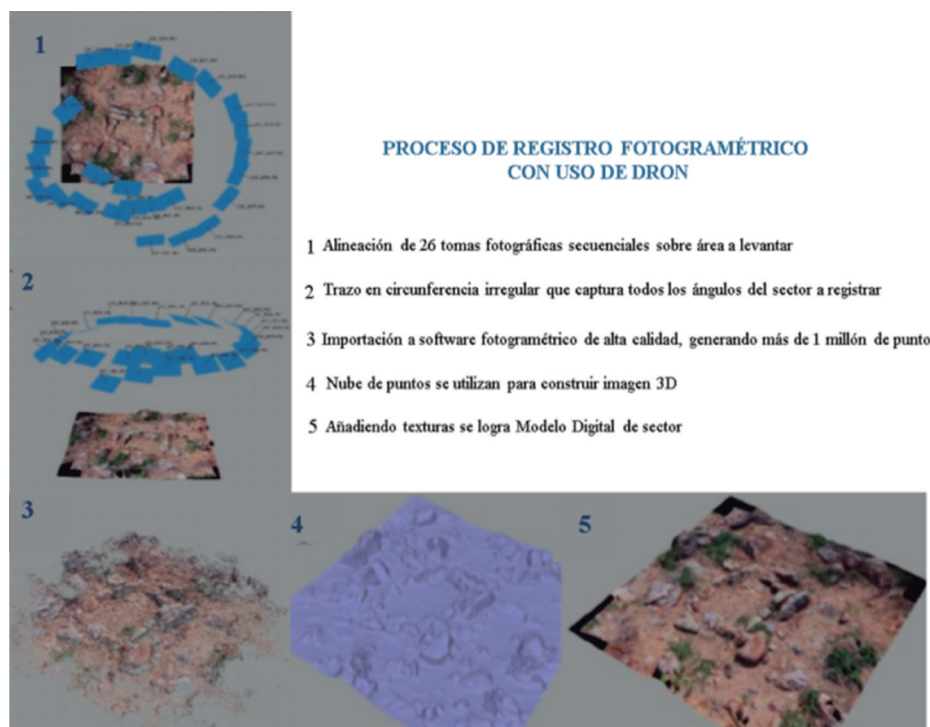 1
PROCESO DE REGISTRO FOTOGRAMÉTRICO
CON USO DE DRON
1 Alineación de 26 tomas fotográficas secuenciales sobre área a levantar
2
2 Trazo en circunferencia irregular que captura todos los ángulos del sector a registrar
3 Importación a software fotogramétrico de alta calidad, generando más de 1 millón de punto
4 Nube de puntos se utilizan para construir imagen 3D
5 Añadiendo texturas se logra Modelo Digital de sector
3
4
5